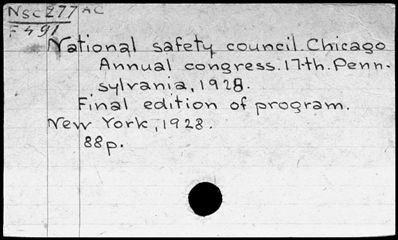 Nsc277AC
F491
National safety council. Chicago
Annual congress. 17th. Penn-
sylvania, 1928.
Final edition of program.
New York, 1928.
88p.